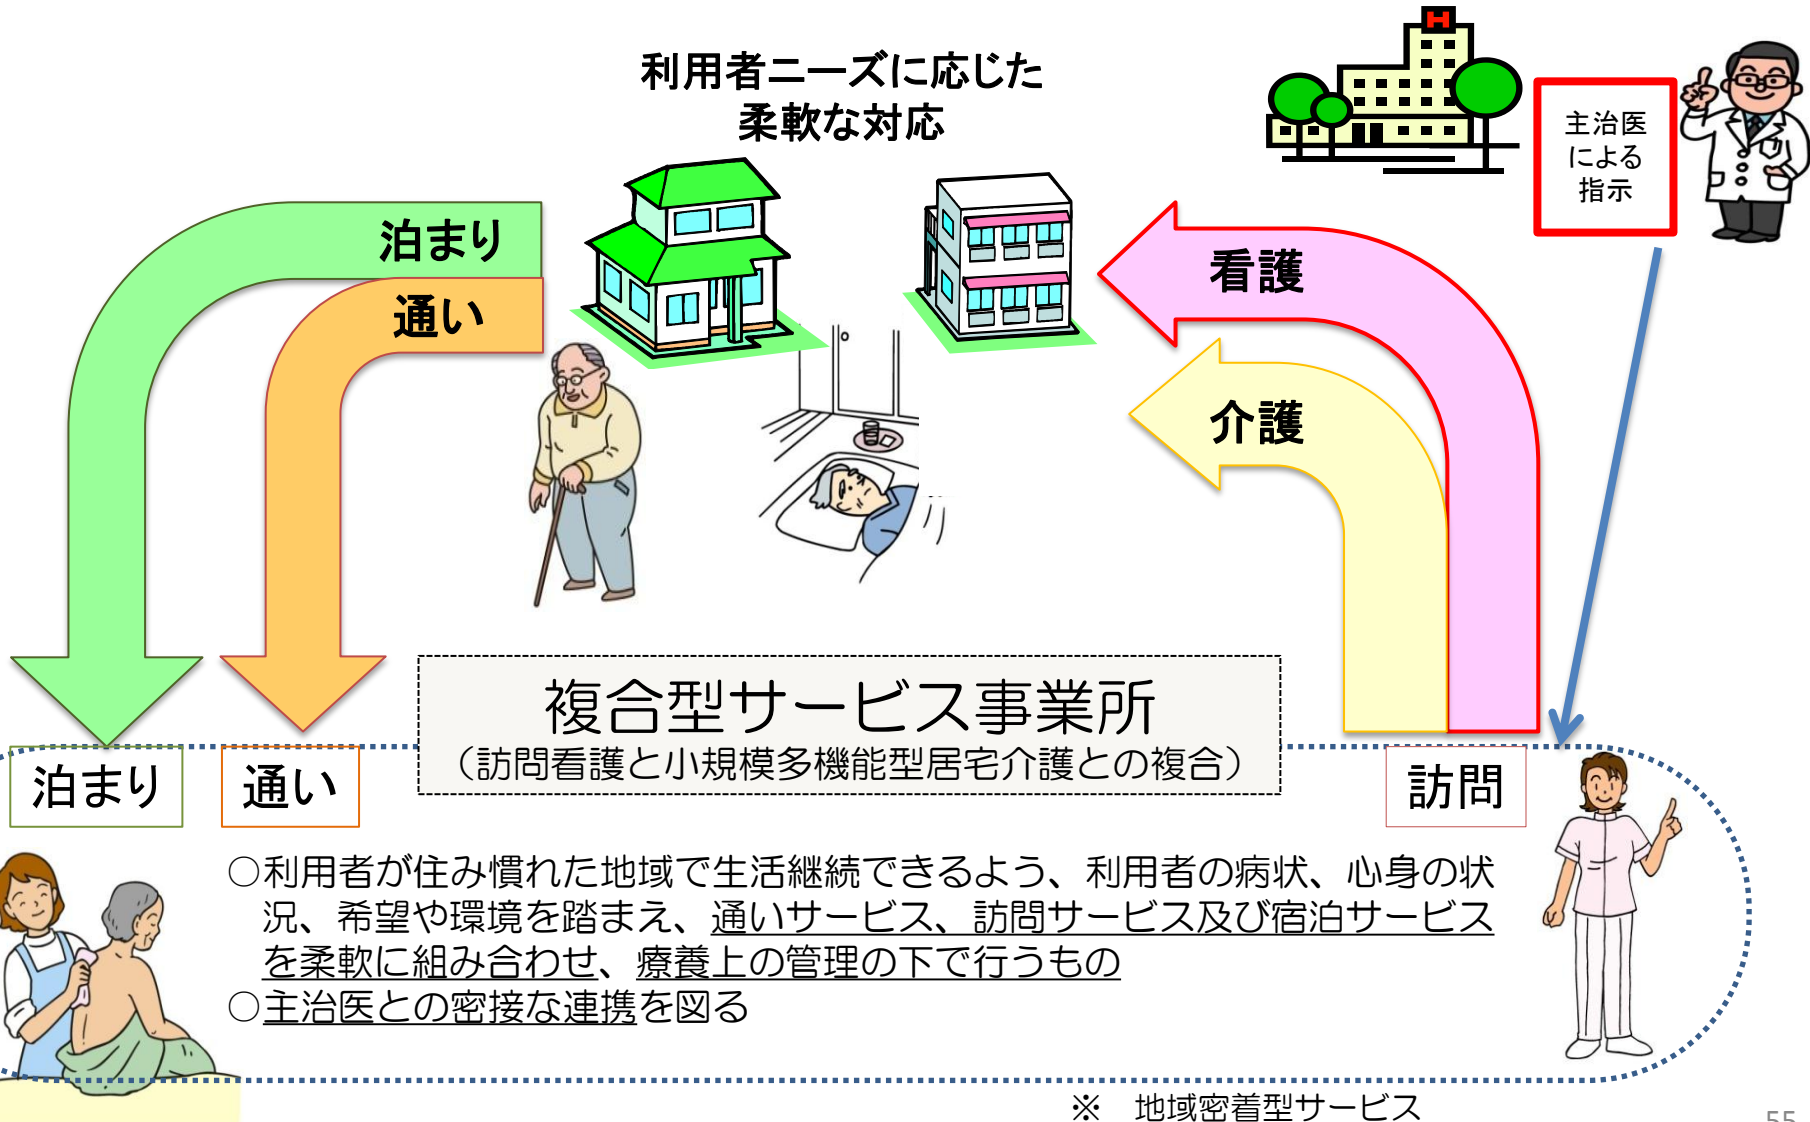 利用者ニーズに応じた
柔軟な対応
H
主治医
による
指示
泊まり
通い
看護
介護
複合型サービス事業所
（訪問看護と小規模多機能型居宅介護との複合）
泊まり
通い
訪問
○利用者が住み慣れた地域で生活継続できるよう、利用者の病状、心身の状
況、希望や環境を踏まえ、通いサービス、訪問サービス及び宿泊サービス
を柔軟に組み合わせ、療養上の管理の下で行うもの
○主治医との密接な連携を図る
※　地域密着型サービス
55